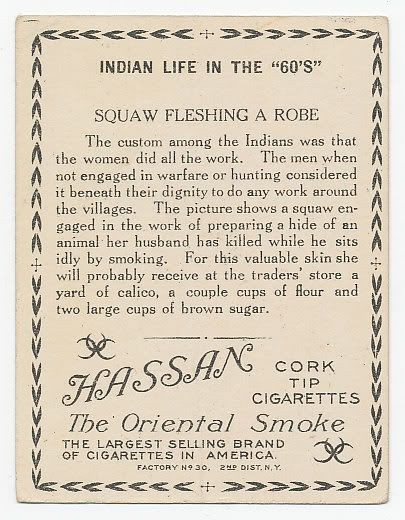 INDIAN LIFE IN THE "60'S"
SQUAW FLESHING A ROBE
The custom among the Indians was that
the women did all the work. The men when
not engaged in warfare or hunting considered
it beneath their dignity to do any work around
the villages. The picture shows a squaw en-
gaged in the work of preparing a hide of an
animal her husband has killed while he sits
idly by smoking. For this valuable skin she
will probably receive at the traders' store a
yard of calico, a couple cups of flour and
two large cups of brown sugar.
HASSAN
CORK
TIP
CIGARETTES
The Oriental Smoke
THE LARGEST SELLING BRAND
OF CIGARETTES IN AMERICA.
FACTORY Nº 30, 2ND DIST. N.Y.